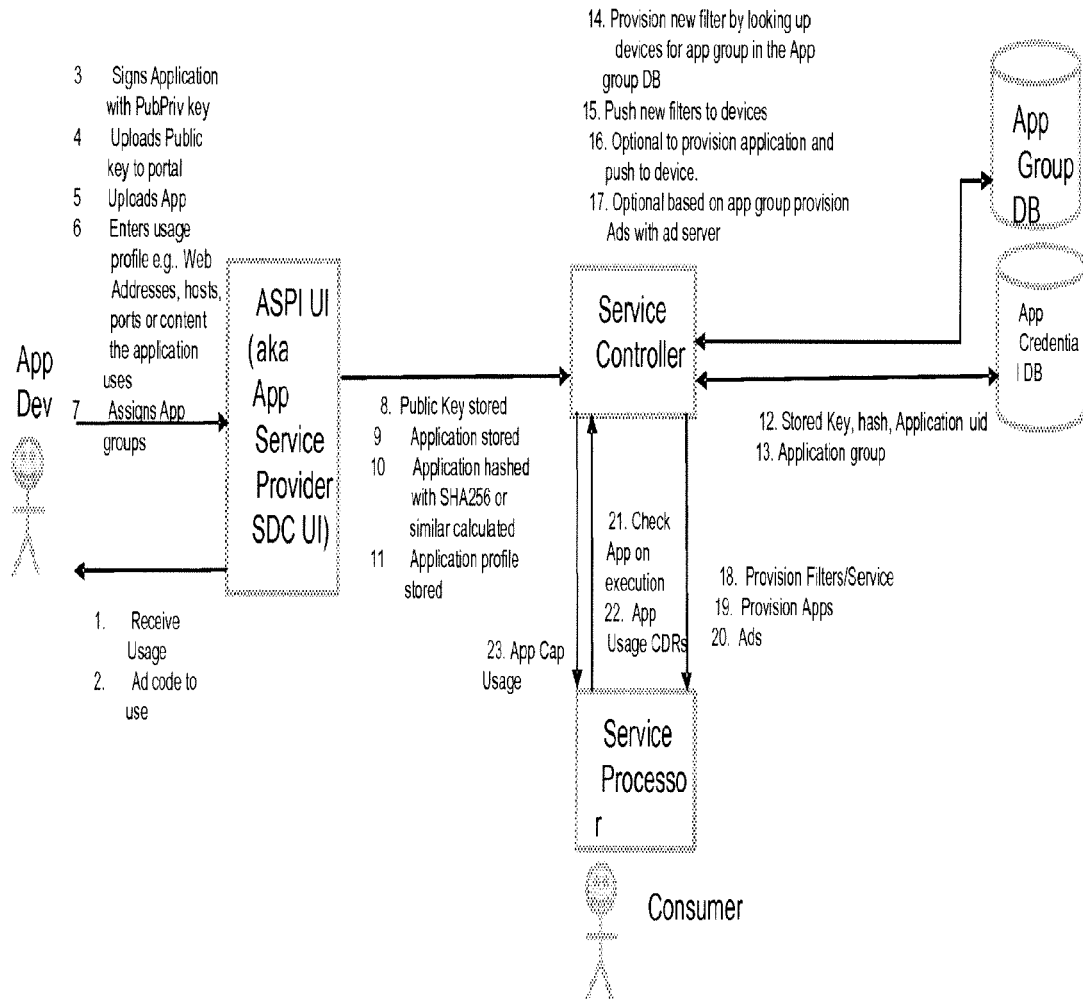 14. Provision new filter by looking up
devices for app group in the App
group DB
15. Push new filters to devices
16. Optional to provision application and
push to device.
17. Optional based on app group provision
Ads with ad server
3 Signs Application
with PubPriv key
4 Uploads Public
key to portal
5 Uploads App
6 Enters usage
profile e.g.. Web
Addresses, hosts,
ports or content
the application
uses
7 Assigns App
groups
App
Dev
ASPI UI
(aka
App
Service
Provider
SDC UI)
1. Receive
Usage
2. Ad code to
use
8. Public Key stored
9 Application stored
10 Application hashed
with SHA256 or
similar calculated
11 Application profile
stored
Service
Controller
App
Group
DB
App
Credentia
l DB
12. Stored Key, hash, Application uid
13. Application group
21. Check
App on
execution
22. App
Usage CDRs
23. App Cap
Usage
18. Provision Filters/Service
19. Provision Apps
20. Ads
Service
Processo
r
Consumer